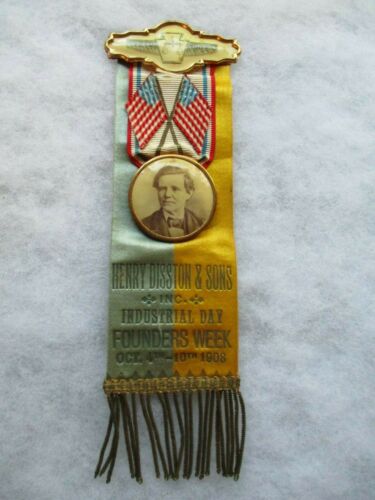 HENRY DISSTON & SONS
INC.
INDUSTRIAL DAY
FOUNDERS WEEK
OCT. 4TH-10TH 1908